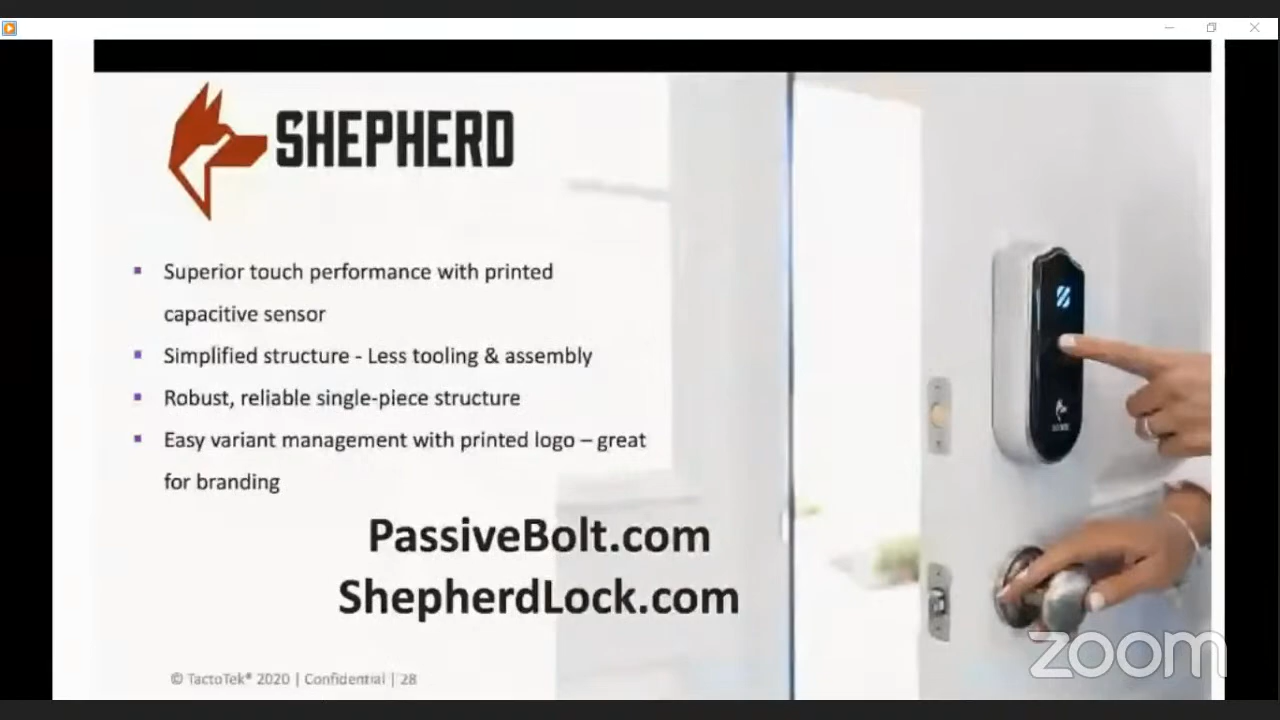 SHEPHERD
▪ Superior touch performance with printed
capacitive sensor
▪ Simplified structure - Less tooling & assembly
▪ Robust, reliable single-piece structure
▪ Easy variant management with printed logo – great
for branding
PassiveBolt.com
ShepherdLock.com
© TactoTek® 2020 | Confidential | 28
zoom